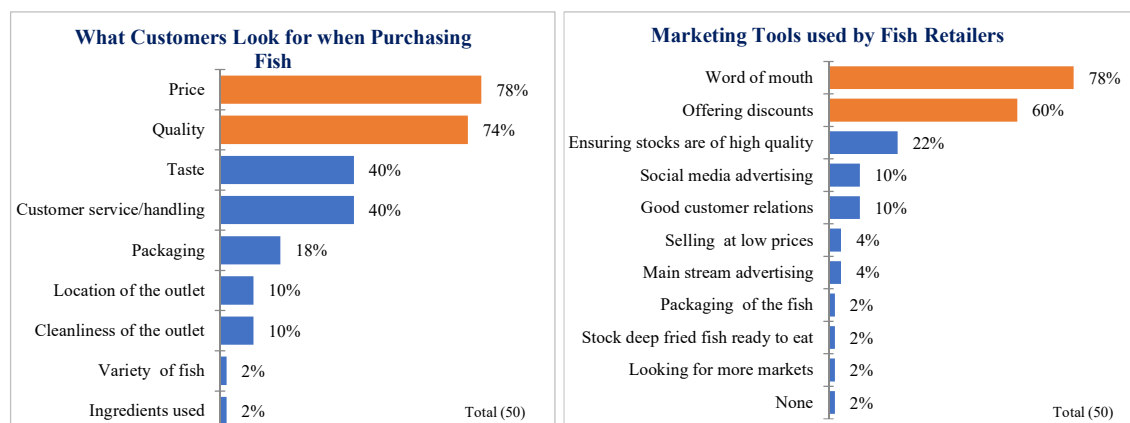 What Customers Look for when Purchasing
Fish
Price 78%
Quality 74%
Taste 40%
Customer service/handling 40%
Packaging 18%
Location of the outlet 10%
Cleanliness of the outlet 10%
Variety of fish 2%
Ingredients used 2%
Total (50)
Marketing Tools used by Fish Retailers
Word of mouth 78%
Offering discounts 60%
Ensuring stocks are of high quality 22%
Social media advertising 10%
Good customer relations 10%
Selling at low prices 4%
Main stream advertising 4%
Packaging of the fish 2%
Stock deep fried fish ready to eat 2%
Looking for more markets 2%
None 2%
Total (50)